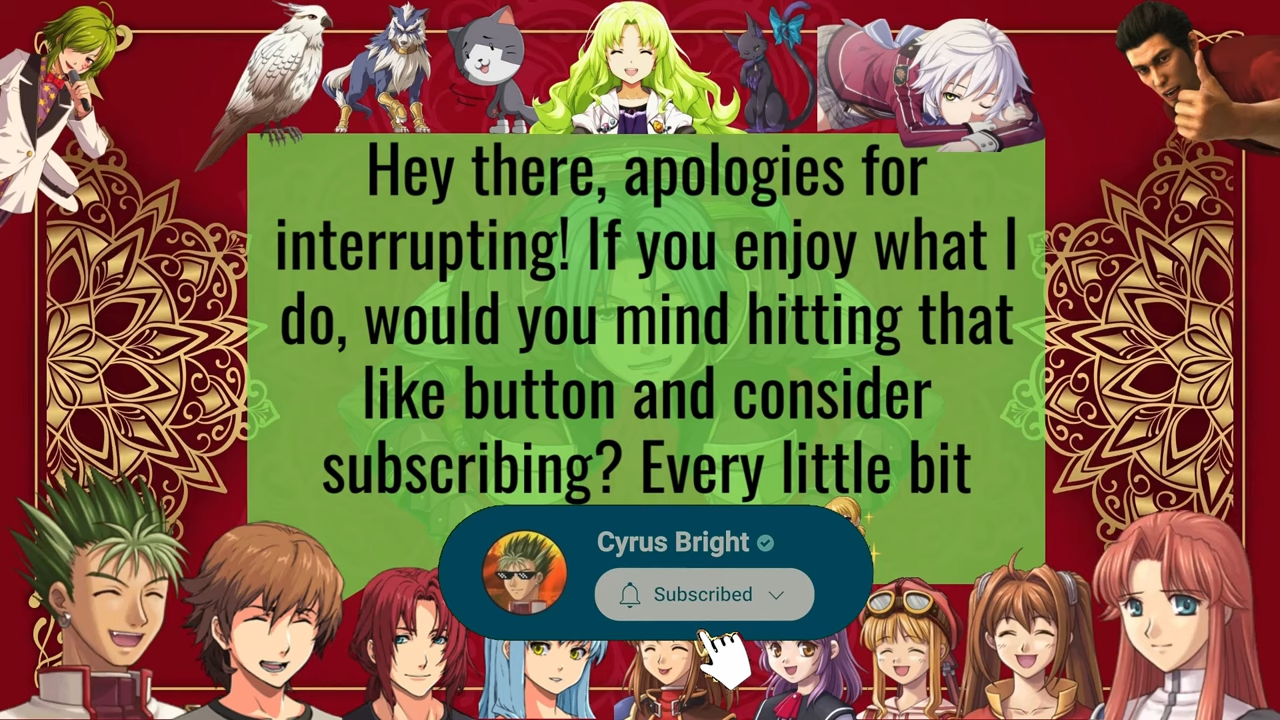 Hey there, apologies for
interrupting! If you enjoy what I
do, would you mind hitting that
like button and consider
subscribing? Every little bit
Cyrus Bright
Subscribed